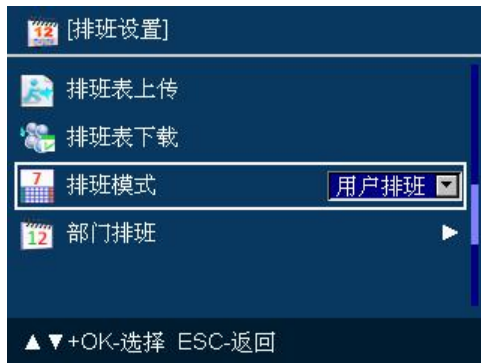 [排班设置]
排班表上传
排班表下载
排班模式 用户排班
部门排班
▲▼+OK-选择 ESC-返回